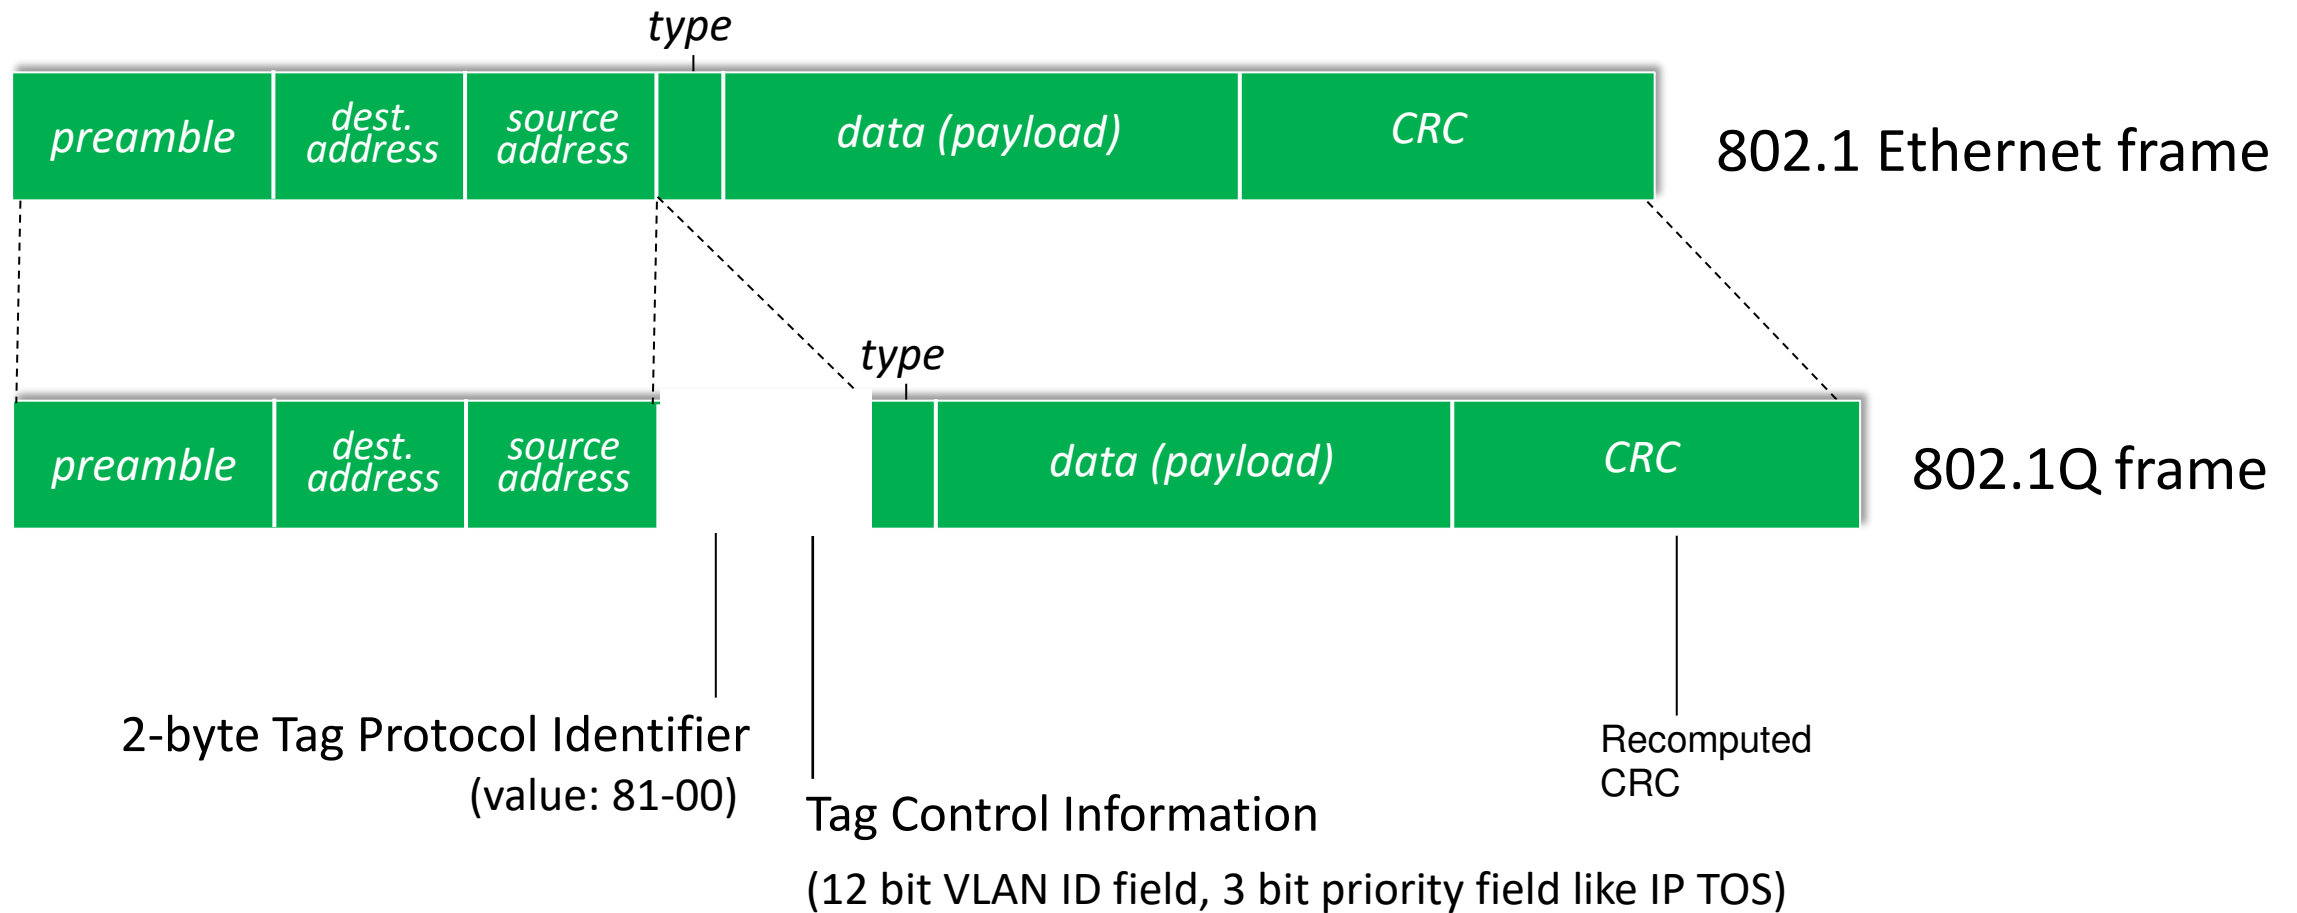 type
preamble
dest.
address
source
address
data (payload)
CRC
802.1 Ethernet frame
type
preamble
dest.
address
source
address
data (payload)
CRC
802.1Q frame
2-byte Tag Protocol Identifier
(value: 81-00)
Recomputed
CRC
Tag Control Information
(12 bit VLAN ID field, 3 bit priority field like IP TOS)